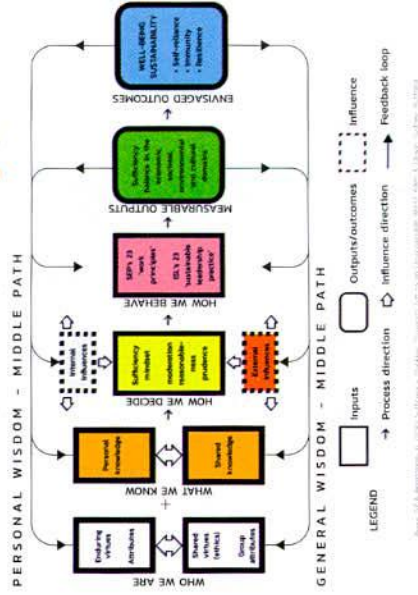 PERSONAL WISDOM - MIDDLE PATH
WHO WE ARE
Enduring
virtues
Attributes
Shared
virtues
(ethics)
Group
attributes
+
WHAT WE KNOW
Personal
knowledge
Shared
knowledge
Internal
influences
HOW WE DECIDE
Sufficiency
mindset
moderation
reasonable-
ness
prudence
External
influences
HOW WE BEHAVE
SEP's 23
'work
principles'
ISL's 23
'sustainable
leadership
practice'
MEASURABLE OUTPUTS
Sufficiency
balance in the
economic
environmental
and cultural
domains
ENVISAGED OUTCOMES
WELL-BEING
SUSTAINABILITY
• Self-reliance
• Immunity
• Resilience
GENERAL WISDOM - MIDDLE PATH
LEGEND
Inputs
Outputs/outcomes
Influence
Process direction
Influence direction
Feedback loop